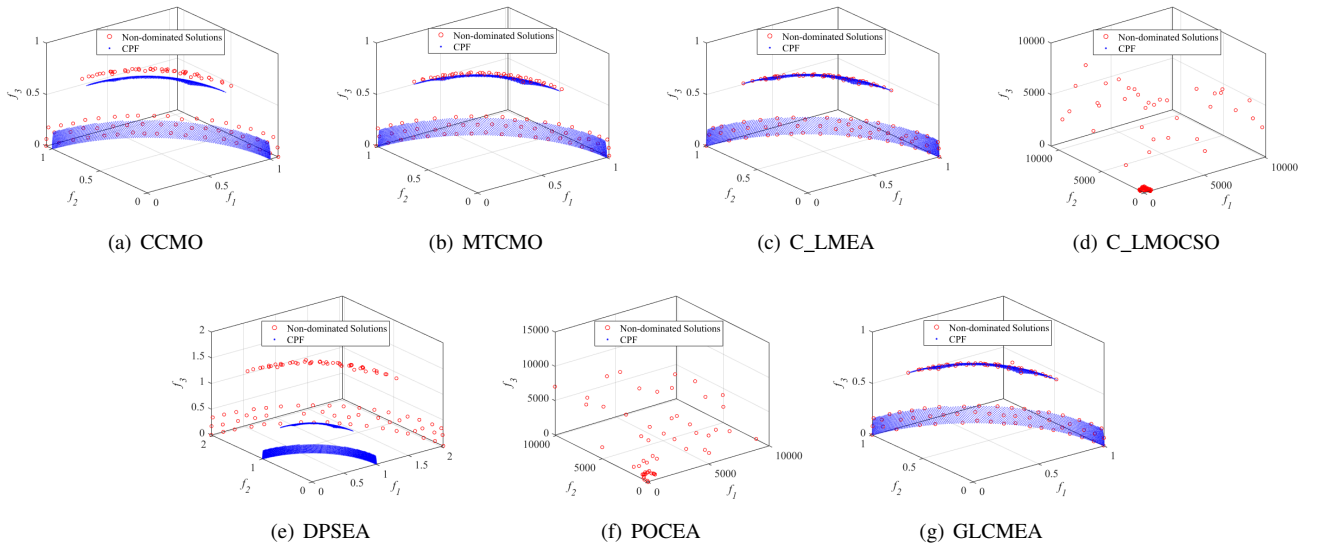 Non-dominated Solutions
CPF
1
0.5
0
f3
1
0.5
0
f2
0
0.5
1
f1
(a) CCMO
Non-dominated Solutions
CPF
1
0.5
0
f3
1
0.5
0
f2
0
0.5
1
f1
(b) MTCMO
Non-dominated Solutions
CPF
1
0.5
0
f3
1
0.5
0
f2
0
0.5
1
f1
(c) C_LMEA
Non-dominated Solutions
CPF
10000
5000
0
f3
10000
5000
0
f2
0
5000
10000
f1
(d) C_LMOCSO
Non-dominated Solutions
CPF
2
1.5
1
0.5
0
f3
2
1
0
f2
0
0.5
1
1.5
2
f1
(e) DPSEA
Non-dominated Solutions
CPF
15000
10000
5000
0
f3
10000
5000
0
f2
0
5000
10000
f1
(f) POCEA
Non-dominated Solutions
CPF
1
0.5
0
f3
1
0.5
0
f2
0
0.5
1
f1
(g) GLCMEA